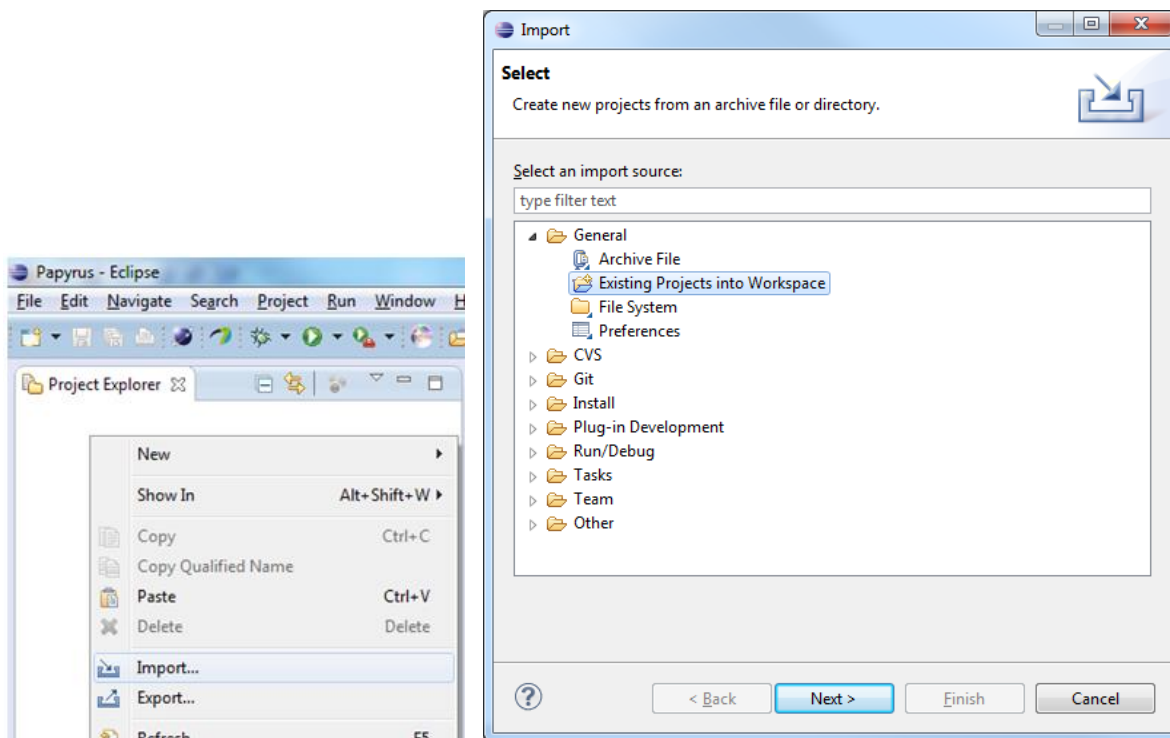 Papyrus - Eclipse
File Edit Navigate Search Project Run Window H
Project Explorer
New
Show In Alt+Shift+W
Copy Ctrl+C
Copy Qualified Name
Paste Ctrl+V
Delete Delete
Import...
Export...
Refresh F5
Import
Select
Create new projects from an archive file or directory.
Select an import source:
type filter text
General
Archive File
Existing Projects into Workspace
File System
Preferences
CVS
Git
Install
Plug-in Development
Run/Debug
Tasks
Team
Other
? < Back Next > Finish Cancel